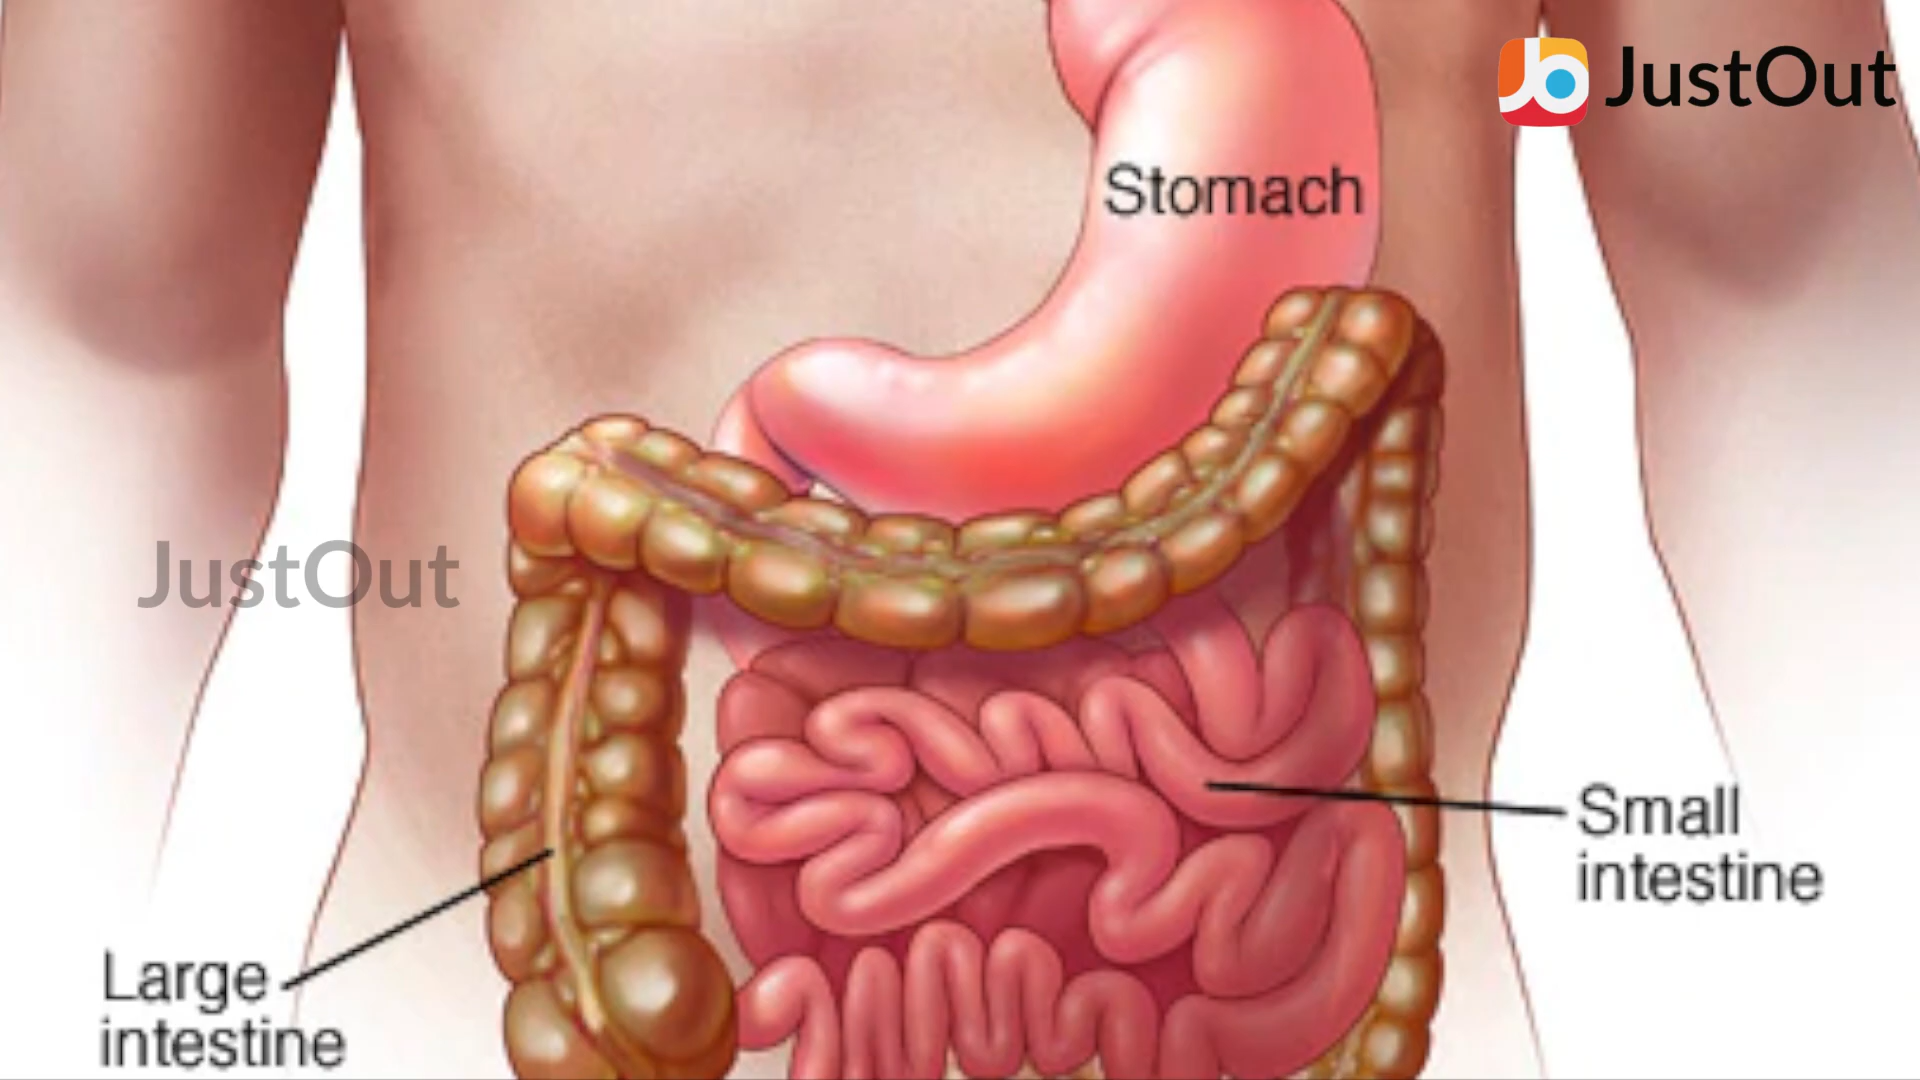 JustOut
Stomach
JustOut
Small
intestine
Large
intestine